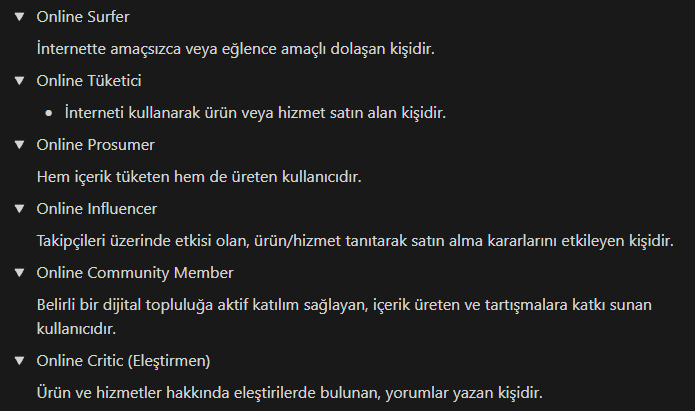 ▼ Online Surfer
İnternette amaçsızca veya eğlence amaçlı dolaşan kişidir.
▼ Online Tüketici
• İnterneti kullanarak ürün veya hizmet satın alan kişidir.
▼ Online Prosumer
Hem içerik tüketen hem de üreten kullanıcıdır.
▼ Online Influencer
Takipçileri üzerinde etkisi olan, ürün/hizmet tanıtarak satın alma kararlarını etkileyen kişidir.
▼ Online Community Member
Belirli bir dijital topluluğa aktif katılım sağlayan, içerik üreten ve tartışmalara katkı sunan
kullanıcıdır.
▼ Online Critic (Eleştirmen)
Ürün ve hizmetler hakkında eleştirilerde bulunan, yorumlar yazan kişidir.